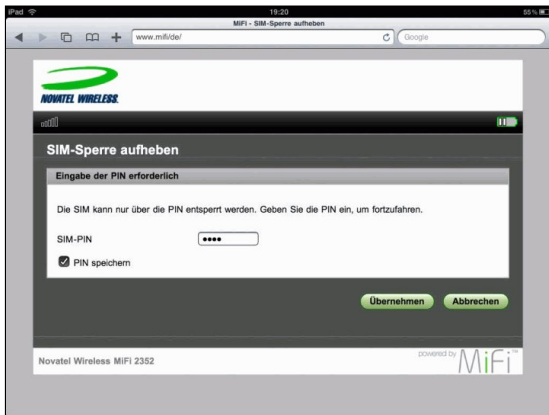 iPad 19:20 55 %
MiFi - SIM-Sperre aufheben
www.mifi/de/ Google
NOVATEL WIRELESS.
SIM-Sperre aufheben
Eingabe der PIN erforderlich
Die SIM kann nur über die PIN entsperrt werden. Geben Sie die PIN ein, um fortzufahren.
SIM-PIN ••••
PIN speichern
Übernehmen Abbrechen
Novatel Wireless MiFi 2352 powered by MiFi™